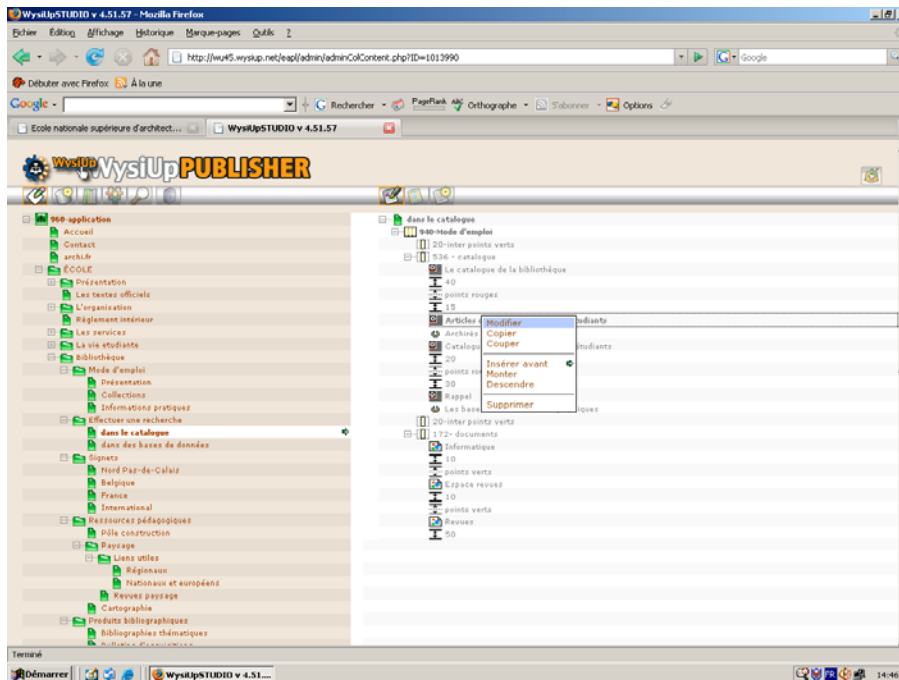 WysiUpSTUDIO v 4.51.57 - Mozilla Firefox
Fichier Édition Affichage Historique Marque-pages Outils ?
http://wu45.wysiup.net/eapl/admin/adminColContent.php?ID=1013990
Google
Débuter avec Firefox À la une
Google Rechercher PageRank Orthographe S'abonner Options
Ecole nationale supérieure d'architect... WysiUpSTUDIO v 4.51.57
WysiUp WysiUpPUBLISHER
960-application
Accueil
Contact
archi.fr
ÉCOLE
Présentation
Les textes officiels
L'organisation
Réglement intérieur
Les services
La vie etudiante
Bibliothèque
Mode d'emploi
Présentation
Collections
Informations pratiques
Effectuer une recherche
dans le catalogue
dans des bases de données
Signets
Nord Pas-de-Calais
Belgique
France
International
Ressources pédagogiques
Pôle construction
Paysage
Liens utiles
Régionaux
Nationaux et européens
Revues paysage
Cartographie
Produits bibliographiques
Bibliographies thématiques
dans le catalogue
940-Mode d'emploi
20-inter points verts
536 - catalogue
Le catalogue de la bibliothèque
40
points rouges
15
Articles
Archirès
Catalogu
20
points ro
30
Rappel
Les base
20-inter points verts
172- documents
Informatique
10
points verts
Espace revues
10
points verts
Revues
50
Modifier
Copier
Couper
Insérer avant
Monter
Descendre
Supprimer
Terminé
Démarrer WysiUpSTUDIO v 4.51.... FR 14:46